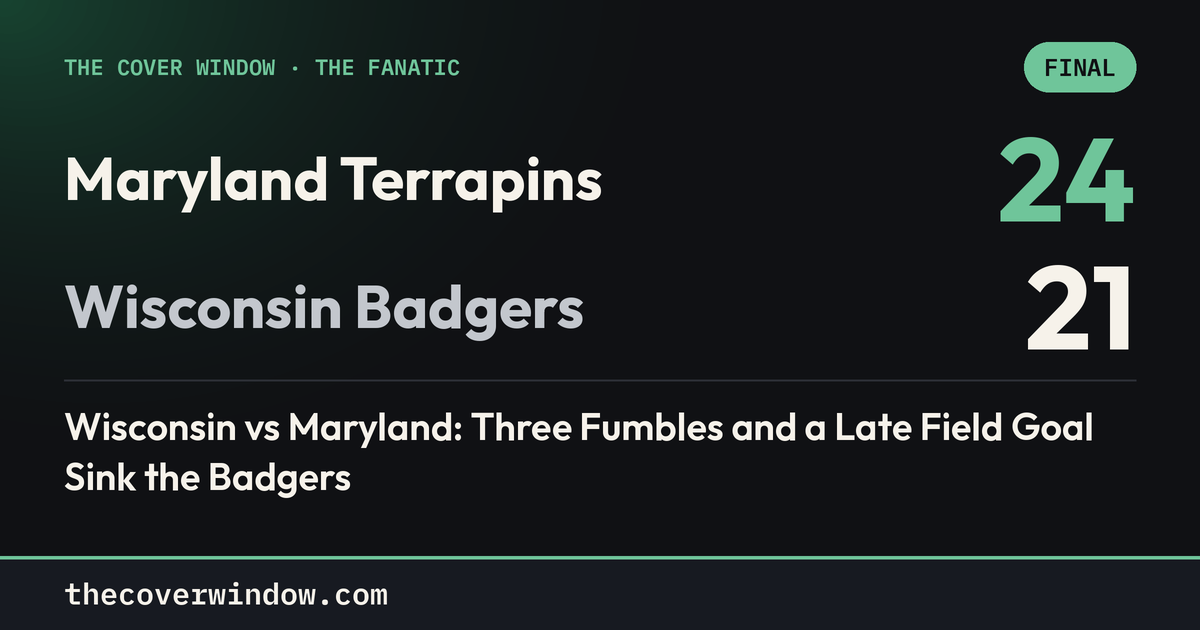 THE COVER WINDOW · THE FANATIC
FINAL
Maryland Terrapins 24
Wisconsin Badgers 21
Wisconsin vs Maryland: Three Fumbles and a Late Field Goal
Sink the Badgers
thecoverwindow.com